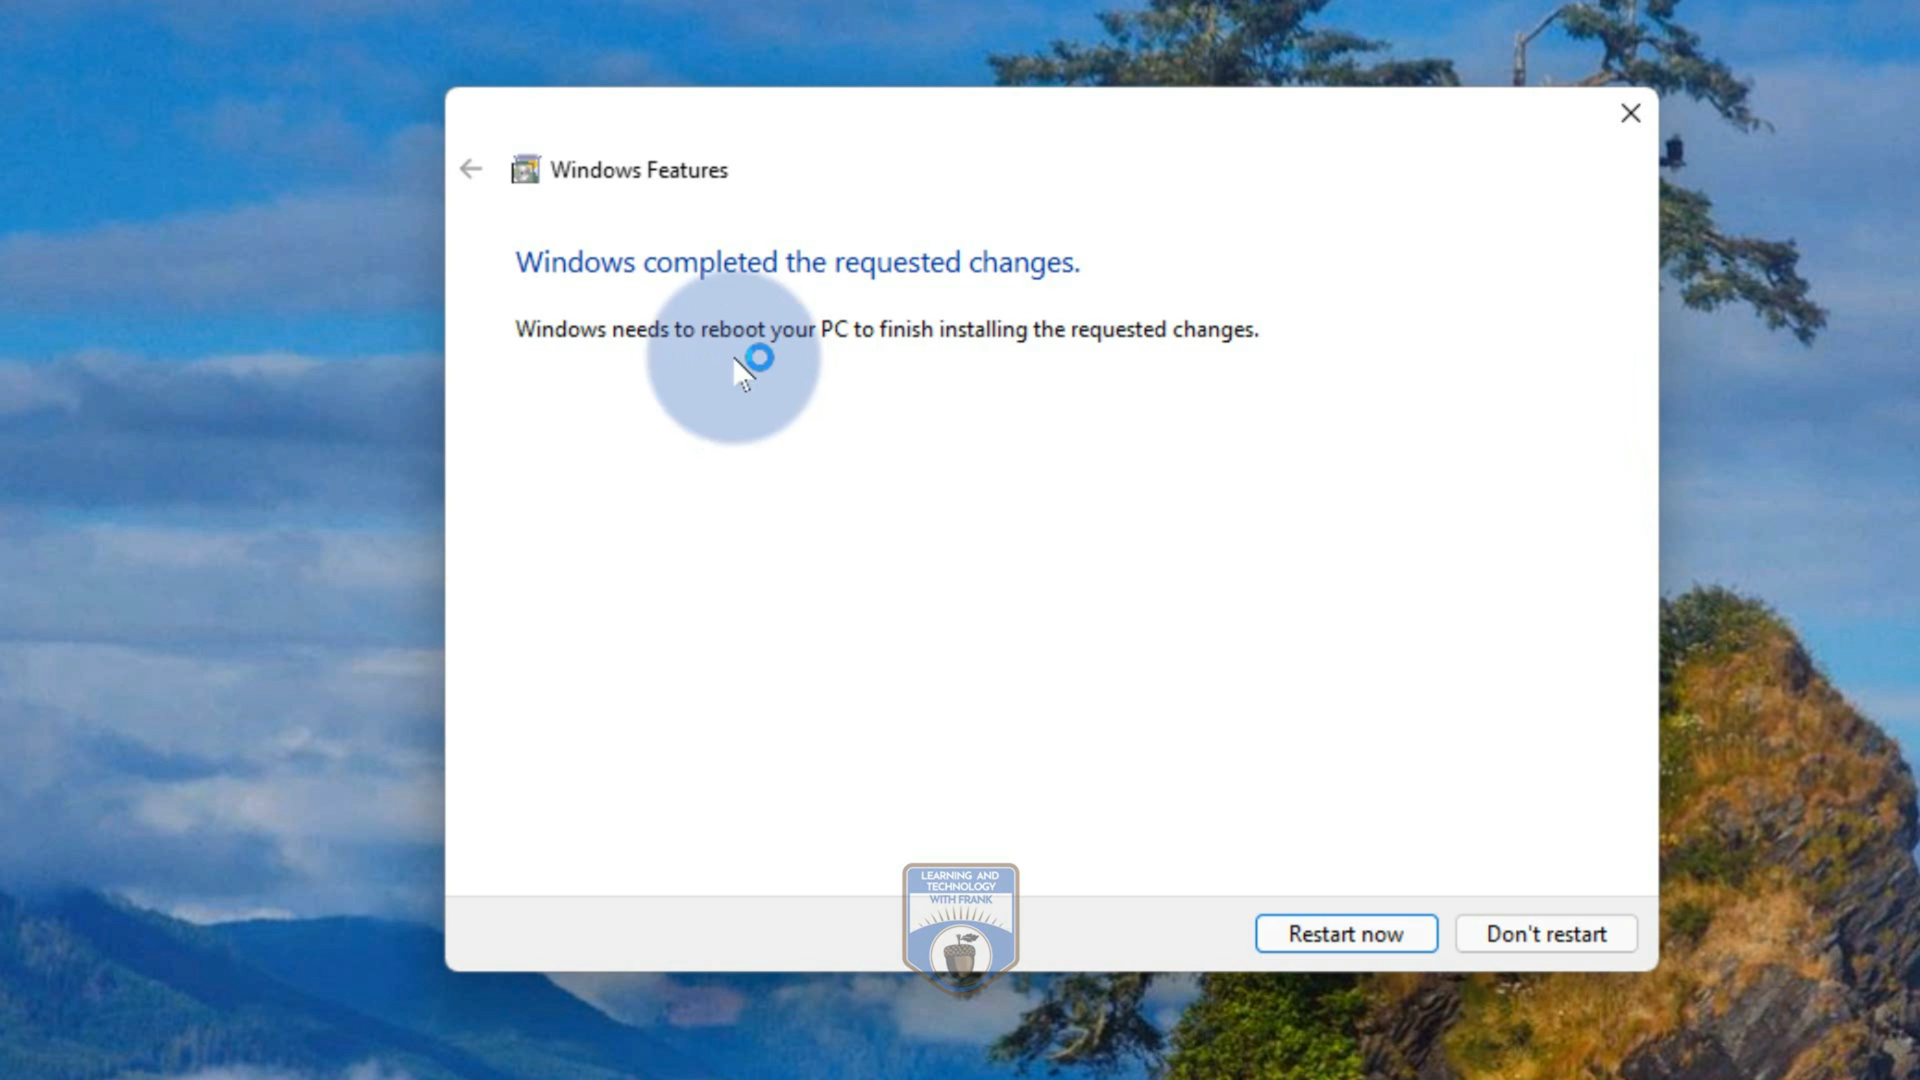 Windows Features
Windows completed the requested changes.
Windows needs to reboot your PC to finish installing the requested changes.
LEARNING AND
TECHNOLOGY
WITH FRANK
Restart now
Don't restart